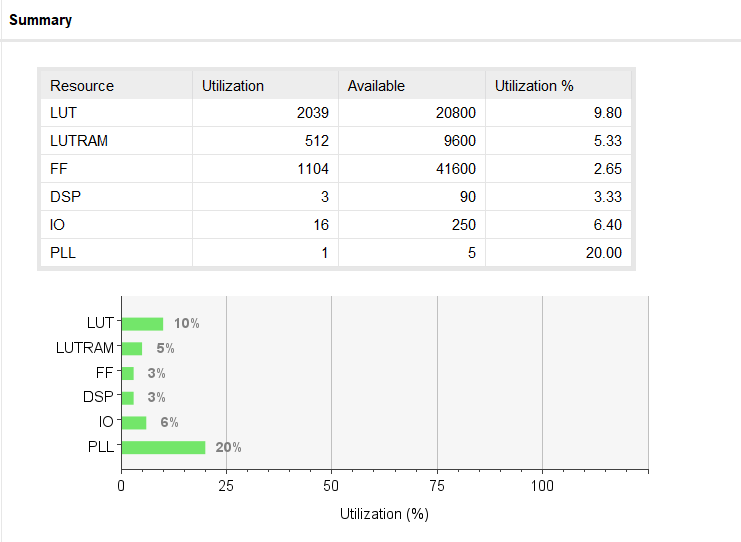 Summary
Resource Utilization Available Utilization %
LUT 2039 20800 9.80
LUTRAM 512 9600 5.33
FF 1104 41600 2.65
DSP 3 90 3.33
IO 16 250 6.40
PLL 1 5 20.00
LUT 10%
LUTRAM 5%
FF 3%
DSP 3%
IO 6%
PLL 20%
0 25 50 75 100
Utilization (%)